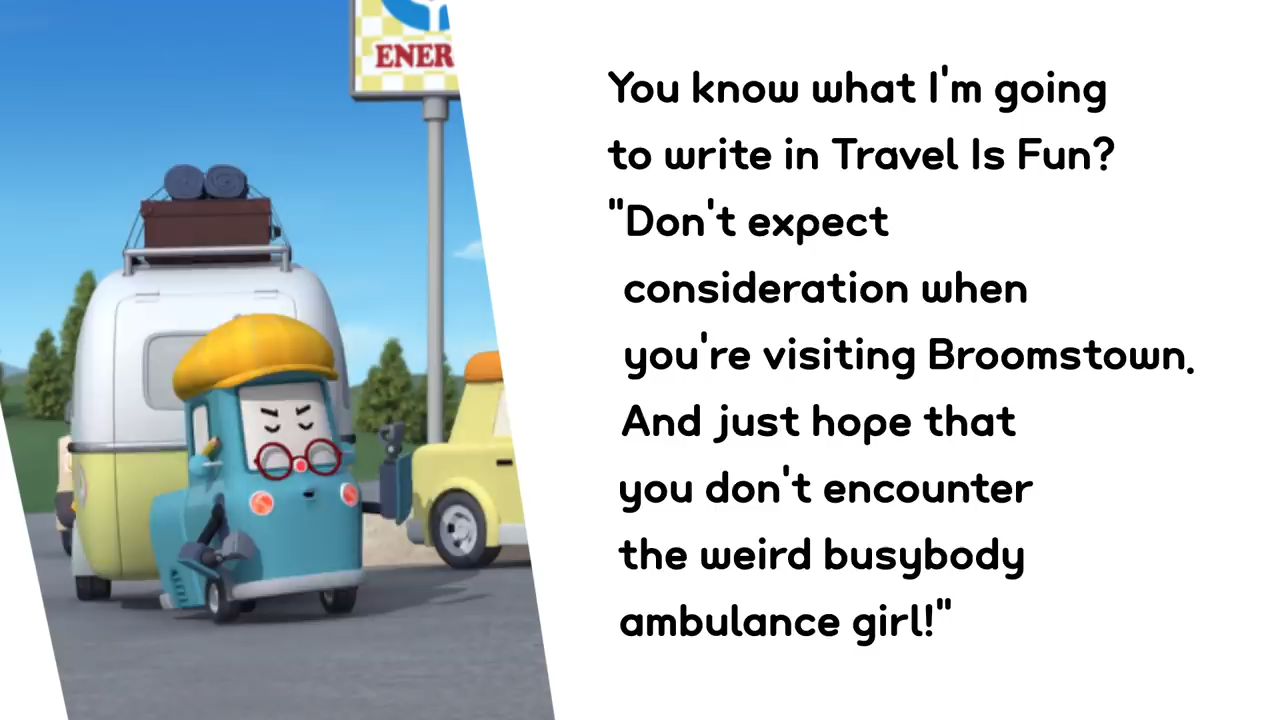 ENER
You know what I'm going
to write in Travel Is Fun?
"Don't expect
consideration when
you're visiting Broomstown.
And just hope that
you don't encounter
the weird busybody
ambulance girl!"